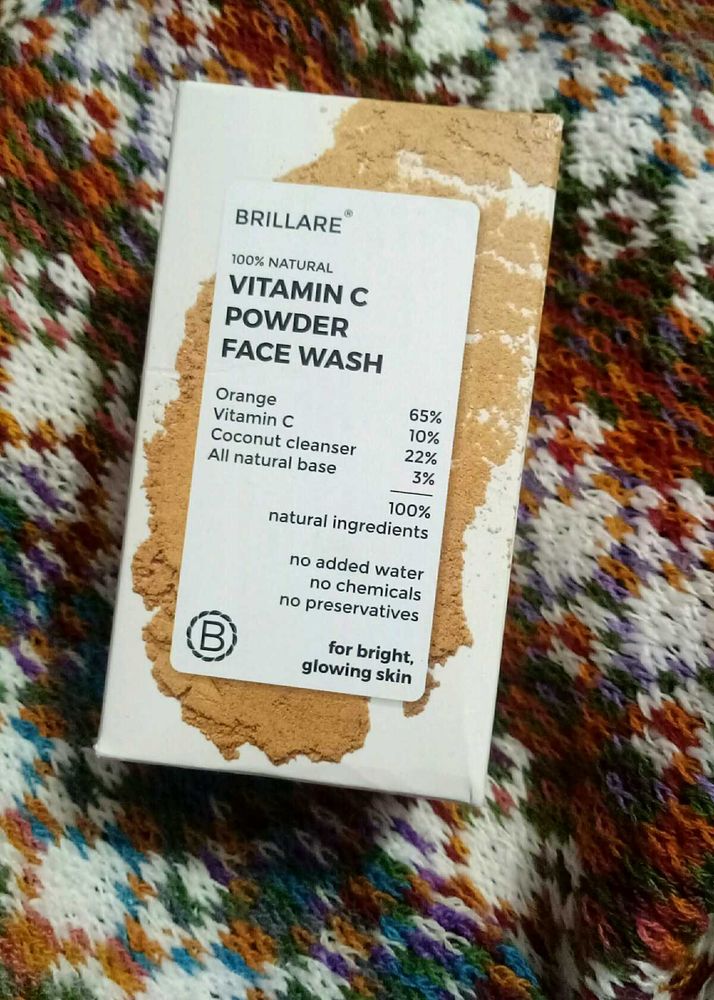 BRILLARE®
100% NATURAL
VITAMIN C
POWDER
FACE WASH
Orange 65%
Vitamin C 10%
Coconut cleanser 22%
All natural base 3%
100%
natural ingredients
no added water
no chemicals
no preservatives
B
for bright,
glowing skin